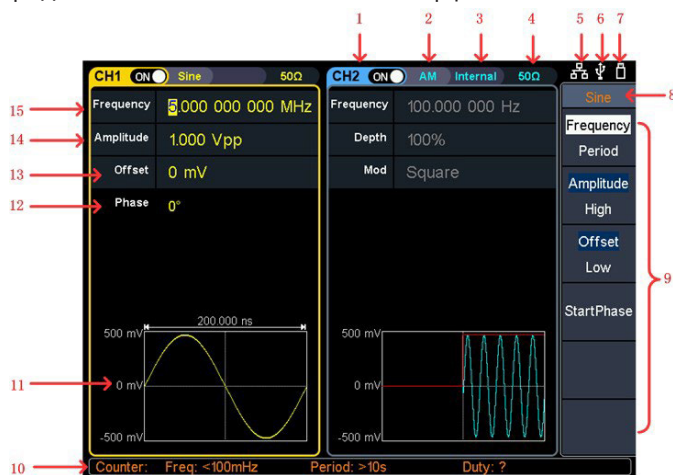 1 2 3 4 5 6 7
CH1 ON Sine 50Ω CH2 ON AM Internal 50Ω
Sine 8
15 Frequency 5.000 000 000 MHz Frequency 100.000 000 Hz Frequency
Period
14 Amplitude 1.000 Vpp Depth 100%
13 Offset 0 mV Mod Square Amplitude
High
12 Phase 0°
Offset
Low 9
StartPhase
200.000 ns
500 mV 500 mV
11 0 mV 0 mV
-500 mV -500 mV
10 Counter: Freq: <100mHz Period: >10s Duty: ?